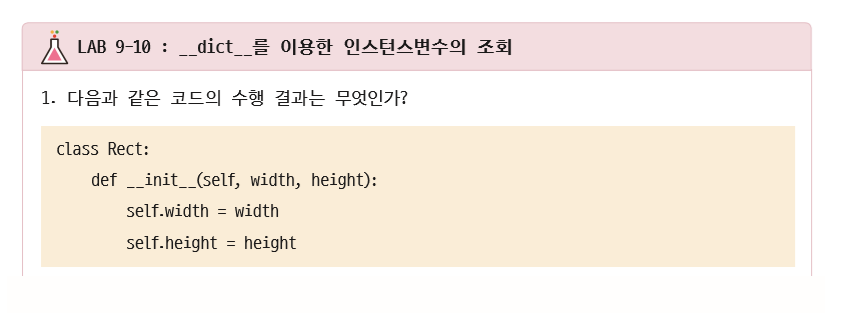 LAB 9-10 : __dict__를 이용한 인스턴스변수의 조회
1. 다음과 같은 코드의 수행 결과는 무엇인가?
class Rect:
    def __init__(self, width, height):
        self.width = width
        self.height = height